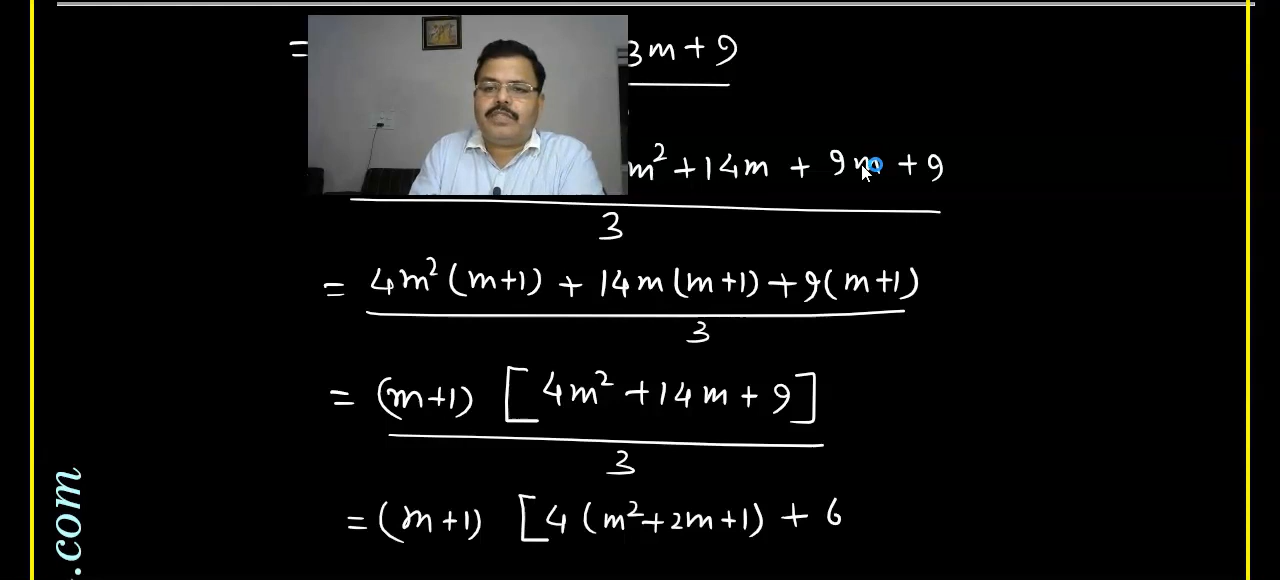 = 3m + 9
m² + 14m + 9m + 9
3
= 4m² (m+1) + 14m (m+1) + 9 (m+1)
3
= (m+1) [4m² + 14m + 9]
3
= (m+1) [4 (m² + 2m + 1) + 6
.com